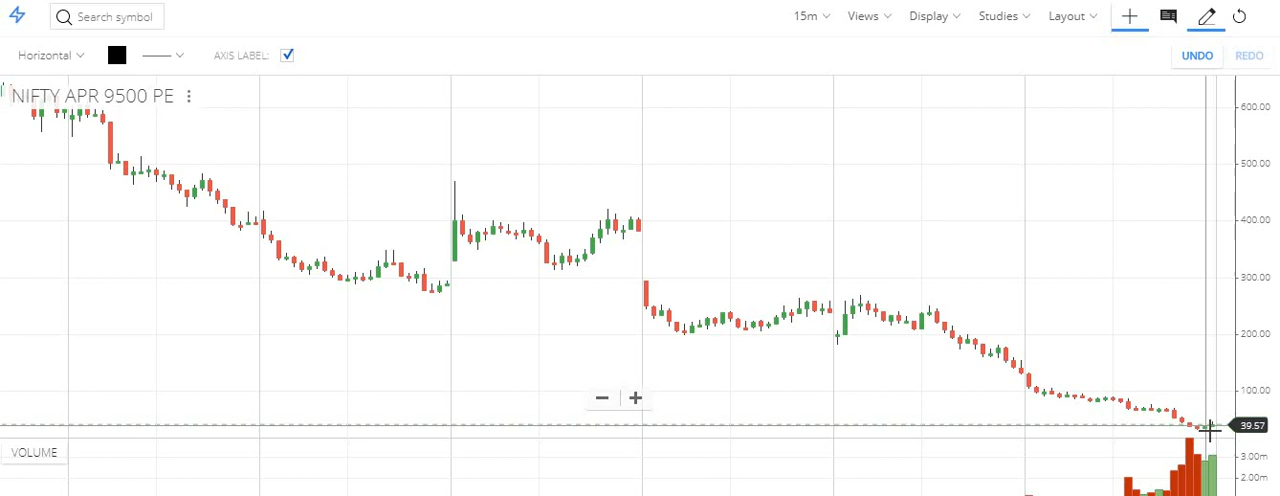 Search symbol 15m Views Display Studies Layout
Horizontal AXIS LABEL: UNDO REDO
NIFTY APR 9500 PE
600.00
500.00
400.00
300.00
200.00
100.00
39.57
VOLUME
3.00m
2.00m